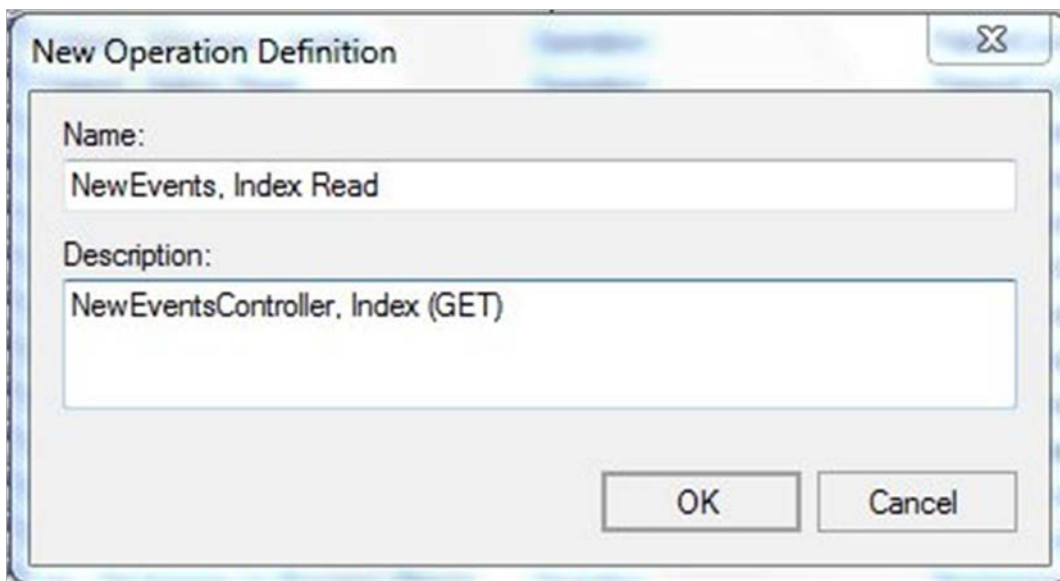 New Operation Definition
Name:
NewEvents, Index Read
Description:
NewEventsController, Index (GET)
OK
Cancel